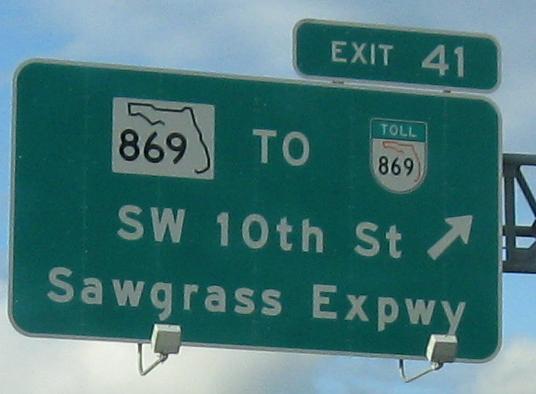 EXIT 41
869 TO TOLL 869
SW 10th St
Sawgrass Expwy